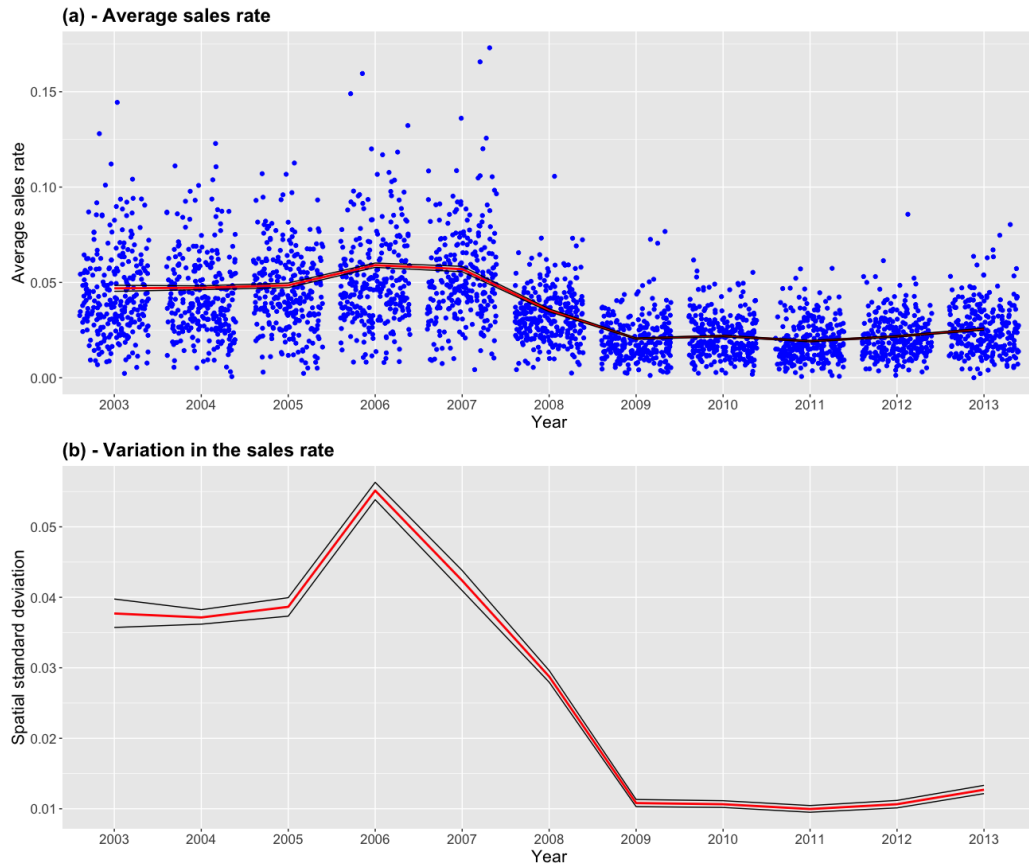 (a) - Average sales rate
Average sales rate
0.15
0.10
0.05
0.00
2003 2004 2005 2006 2007 2008 2009 2010 2011 2012 2013
Year
(b) - Variation in the sales rate
Spatial standard deviation
0.05
0.04
0.03
0.02
0.01
2003 2004 2005 2006 2007 2008 2009 2010 2011 2012 2013
Year